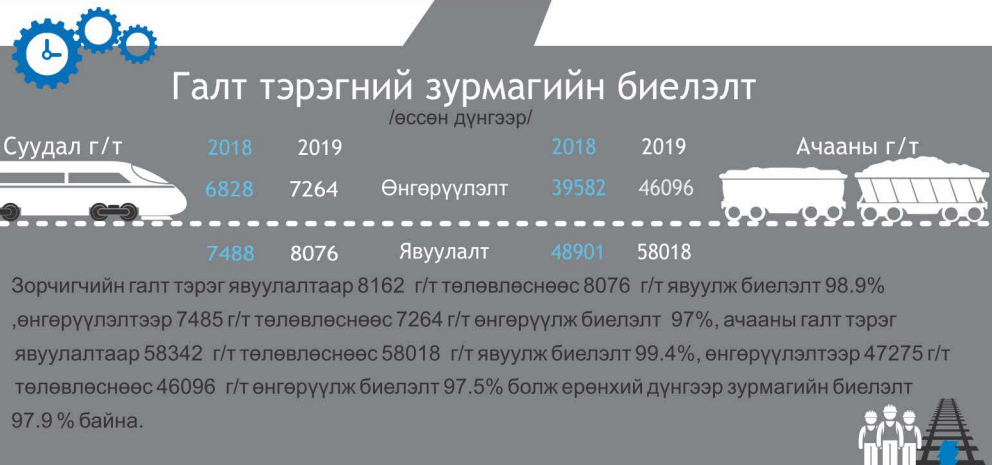 Галт тэрэгний зурмагийн биелэлт
/өссөн дүнгээр/
Суудал г/т 2018 2019 2018 2019 Ачааны г/т
6828 7264 Өнгөрүүлэлт 39582 46096
7488 8076 Явуулалт 48901 58018
Зорчигчийн галт тэрэг явуулалтаар 8162 г/т төлөвлөснөөс 8076 г/т явуулж биелэлт 98.9%
,өнгөрүүлэлтээр 7485 г/т төлөвлөснөөс 7264 г/т өнгөрүүлж биелэлт 97%, ачааны галт тэрэг
явуулалтаар 58342 г/т төлөвлөснөөс 58018 г/т явуулж биелэлт 99.4%, өнгөрүүлэлтээр 47275 г/т
төлөвлөснөөс 46096 г/т өнгөрүүлж биелэлт 97.5% болж ерөнхий дүнгээр зурмагийн биелэлт
97.9 % байна.